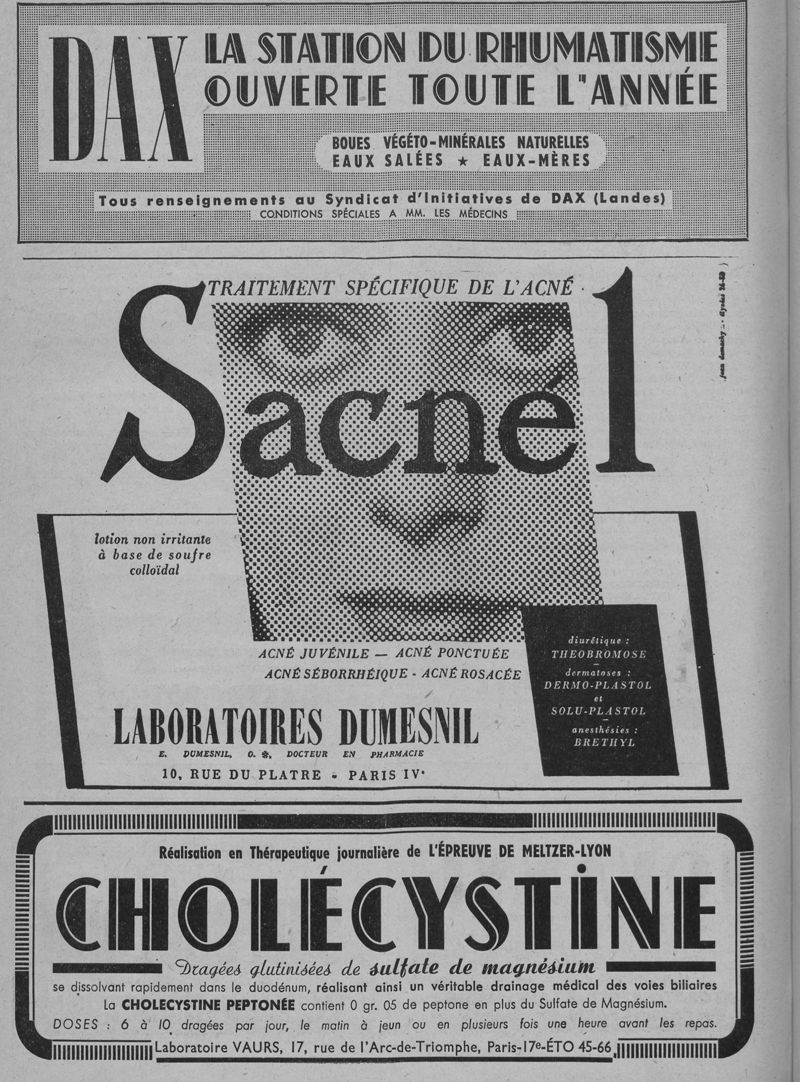 DAX
LA STATION DU RHUMATISME
OUVERTE TOUTE L'ANNÉE
BOUES VÉGÉTO-MINÉRALES NATURELLES
EAUX SALÉES ★ EAUX-MÈRES
Tous renseignements au Syndicat d'Initiatives de DAX (Landes)
CONDITIONS SPÉCIALES A MM. LES MÉDECINS
TRAITEMENT SPÉCIFIQUE DE L'ACNÉ
Sacnél
lotion non irritante
à base de soufre
colloïdal
ACNÉ JUVÉNILE — ACNÉ PONCTUÉE
ACNÉ SÉBORRHÉIQUE - ACNÉ ROSACÉE
LABORATOIRES DUMESNIL
E. DUMESNIL, O. ✻, DOCTEUR EN PHARMACIE
10, RUE DU PLATRE - PARIS IVe
diurétique :
THEOBROMOSE
—
dermatoses :
DERMO-PLASTOL
et
SOLU-PLASTOL
—
anesthésies :
BRETHYL
Réalisation en Thérapeutique journalière de L'ÉPREUVE DE MELTZER-LYON
CHOLÉCYSTINE
Dragées glutinisées de sulfate de magnésium
se dissolvant rapidement dans le duodénum, réalisant ainsi un véritable drainage médical des voies biliaires
La CHOLECYSTINE PEPTONÉE contient 0 gr. 05 de peptone en plus du Sulfate de Magnésium.
DOSES : 6 à 10 dragées par jour, le matin à jeun ou en plusieurs fois une heure avant les repas.
Laboratoire VAURS, 17, rue de l'Arc-de-Triomphe, Paris-17e-ÉTO 45-66